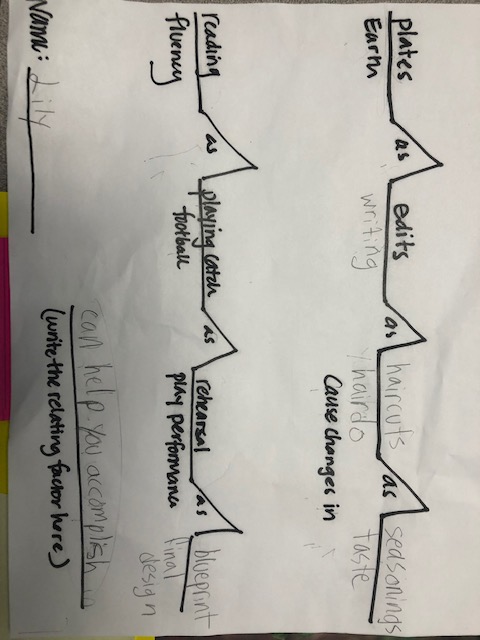 plates as edits as haircuts as seasonings
Earth writing hairdo taste
Cause changes in
reading as playing catch as rehearsal as blueprint
fluency football play performance final
design
can help you accomplish in
(write the relating factor here)
Name: Lily